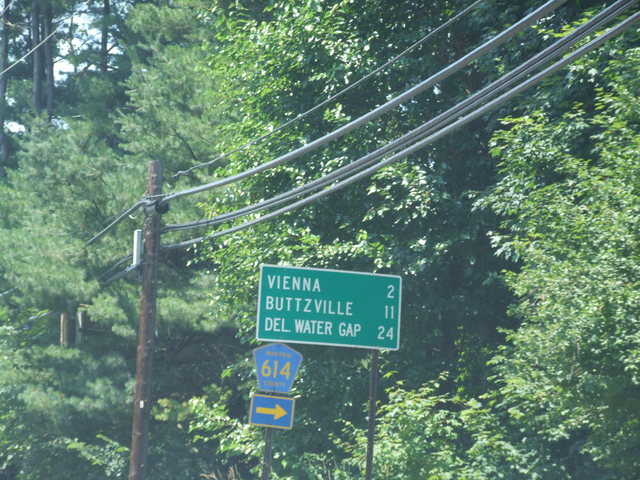 VIENNA 2
BUTTZVILLE 11
DEL. WATER GAP 24
WARREN
614
COUNTY